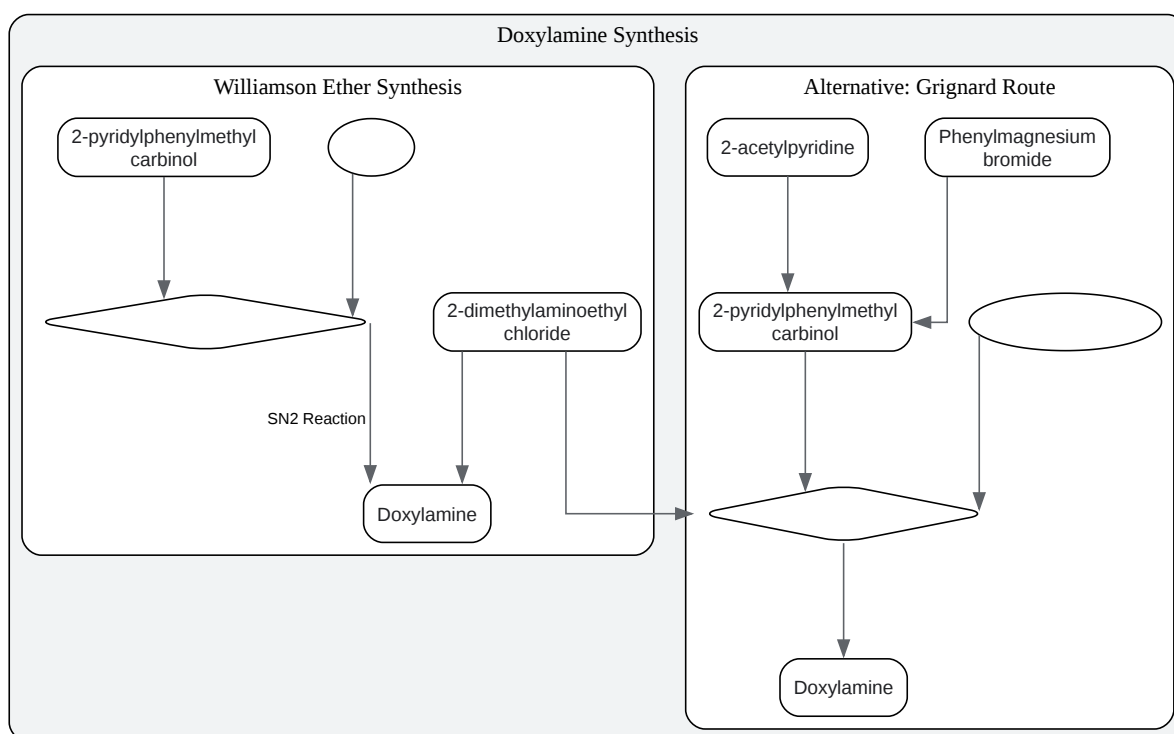 Doxylamine Synthesis
Williamson Ether Synthesis
2-pyridylphenylmethyl
carbinol
2-dimethylaminoethyl
chloride
SN2 Reaction
Doxylamine
Alternative: Grignard Route
2-acetylpyridine
Phenylmagnesium
bromide
2-pyridylphenylmethyl
carbinol
Doxylamine